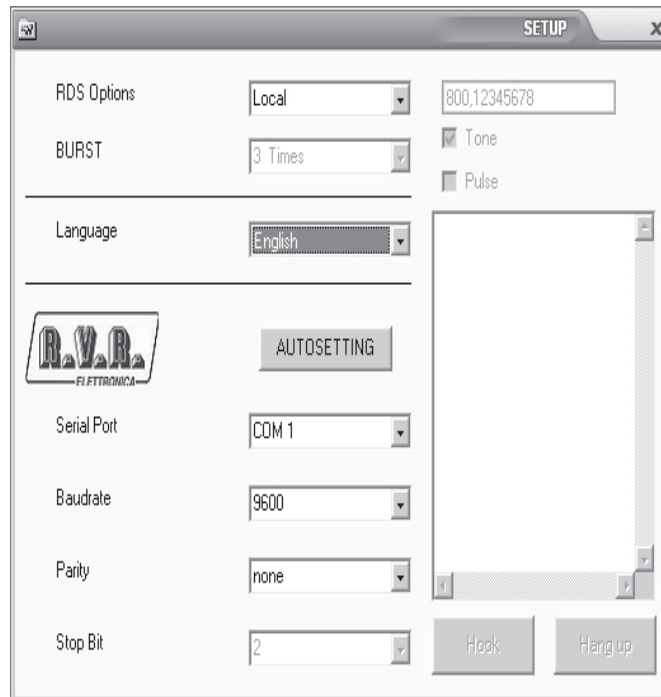 SETUP X
RDS Options
Local
800,12345678
BURST
3 Times
Tone
Pulse
Language
English
R.V.R.
ELETTRONICA
AUTOSETTING
Serial Port
COM 1
Baudrate
9600
Parity
none
Stop Bit
2
Hook
Hang up